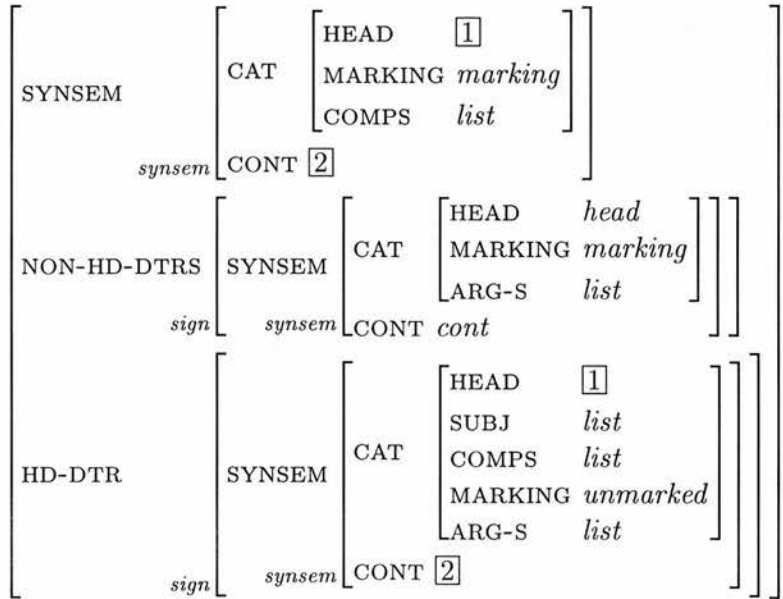 HEAD 1
CAT MARKING marking
SYNSEM COMPS list
synsem CONT 2
HEAD head
CAT MARKING marking
NON-HD-DTRS SYNSEM ARG-S list
sign synsem CONT cont
HEAD 1
SUBJ list
CAT COMPS list
HD-DTR SYNSEM MARKING unmarked
ARG-S list
sign synsem CONT 2